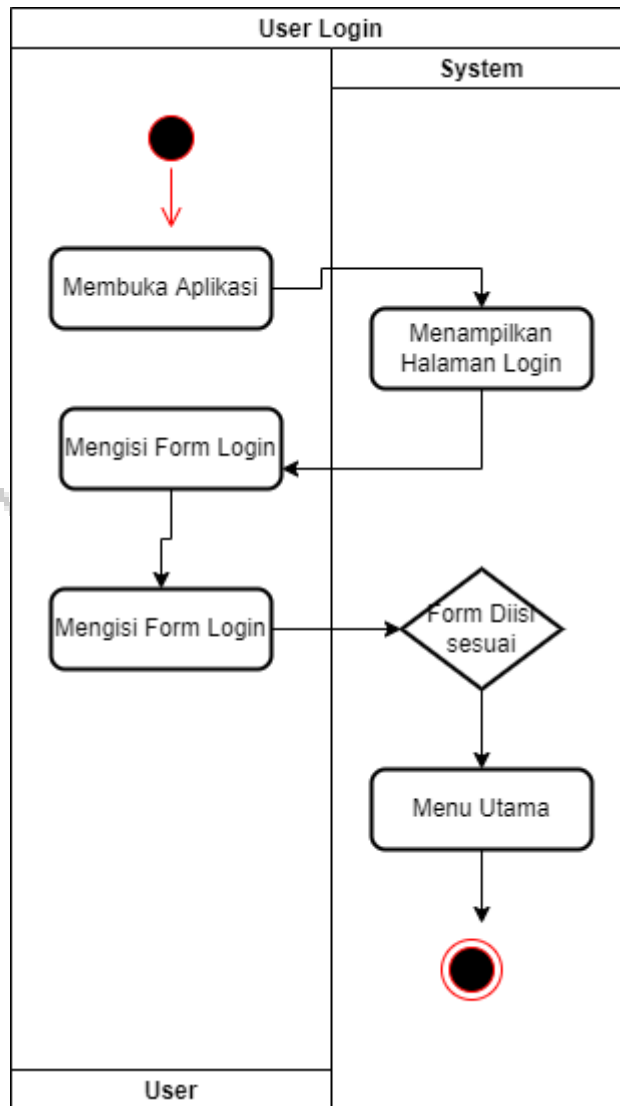 User Login
System
Membuka Aplikasi
Menampilkan
Halaman Login
Mengisi Form Login
Mengisi Form Login
Form Diisi
sesuai
Menu Utama
User